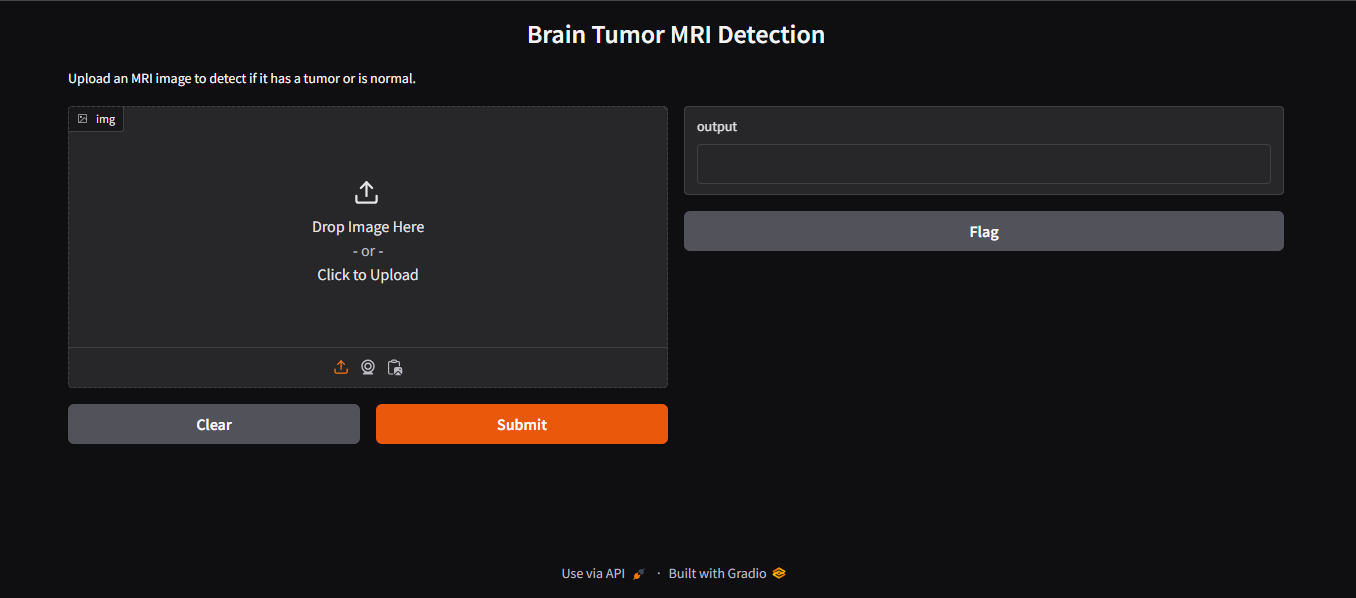 Brain Tumor MRI Detection
Upload an MRI image to detect if it has a tumor or is normal.
img
Drop Image Here
- or -
Click to Upload
Clear
Submit
output
Flag
Use via API · Built with Gradio